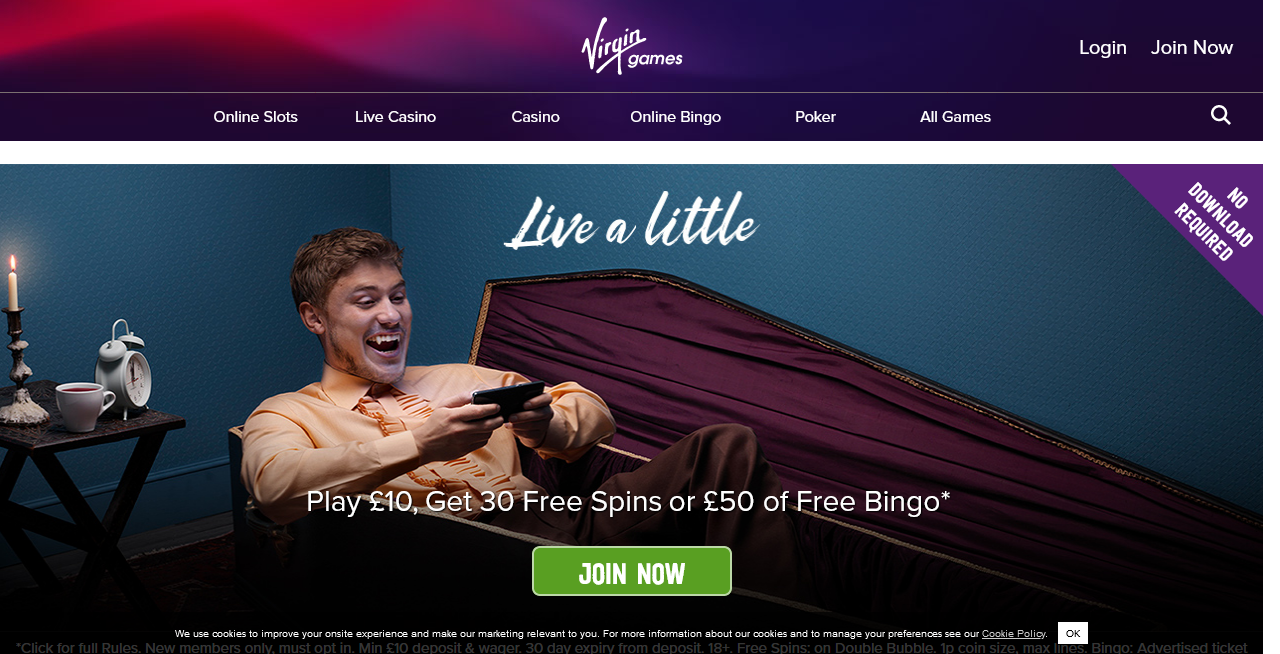 Virgin games
Login Join Now
Online Slots Live Casino Casino Online Bingo Poker All Games
Live a little
NO
DOWNLOAD
REQUIRED
Play £10, Get 30 Free Spins or £50 of Free Bingo*
JOIN NOW
We use cookies to improve your onsite experience and make our marketing relevant to you. For more information about our cookies and to manage your preferences see our Cookie Policy. OK
*Click for full Rules. New members only, must opt in. Min £10 deposit & wager. 30 day expiry from deposit. 18+. Free Spins: on Double Bubble. 1p coin size, max lines. Bingo: Advertised ticket